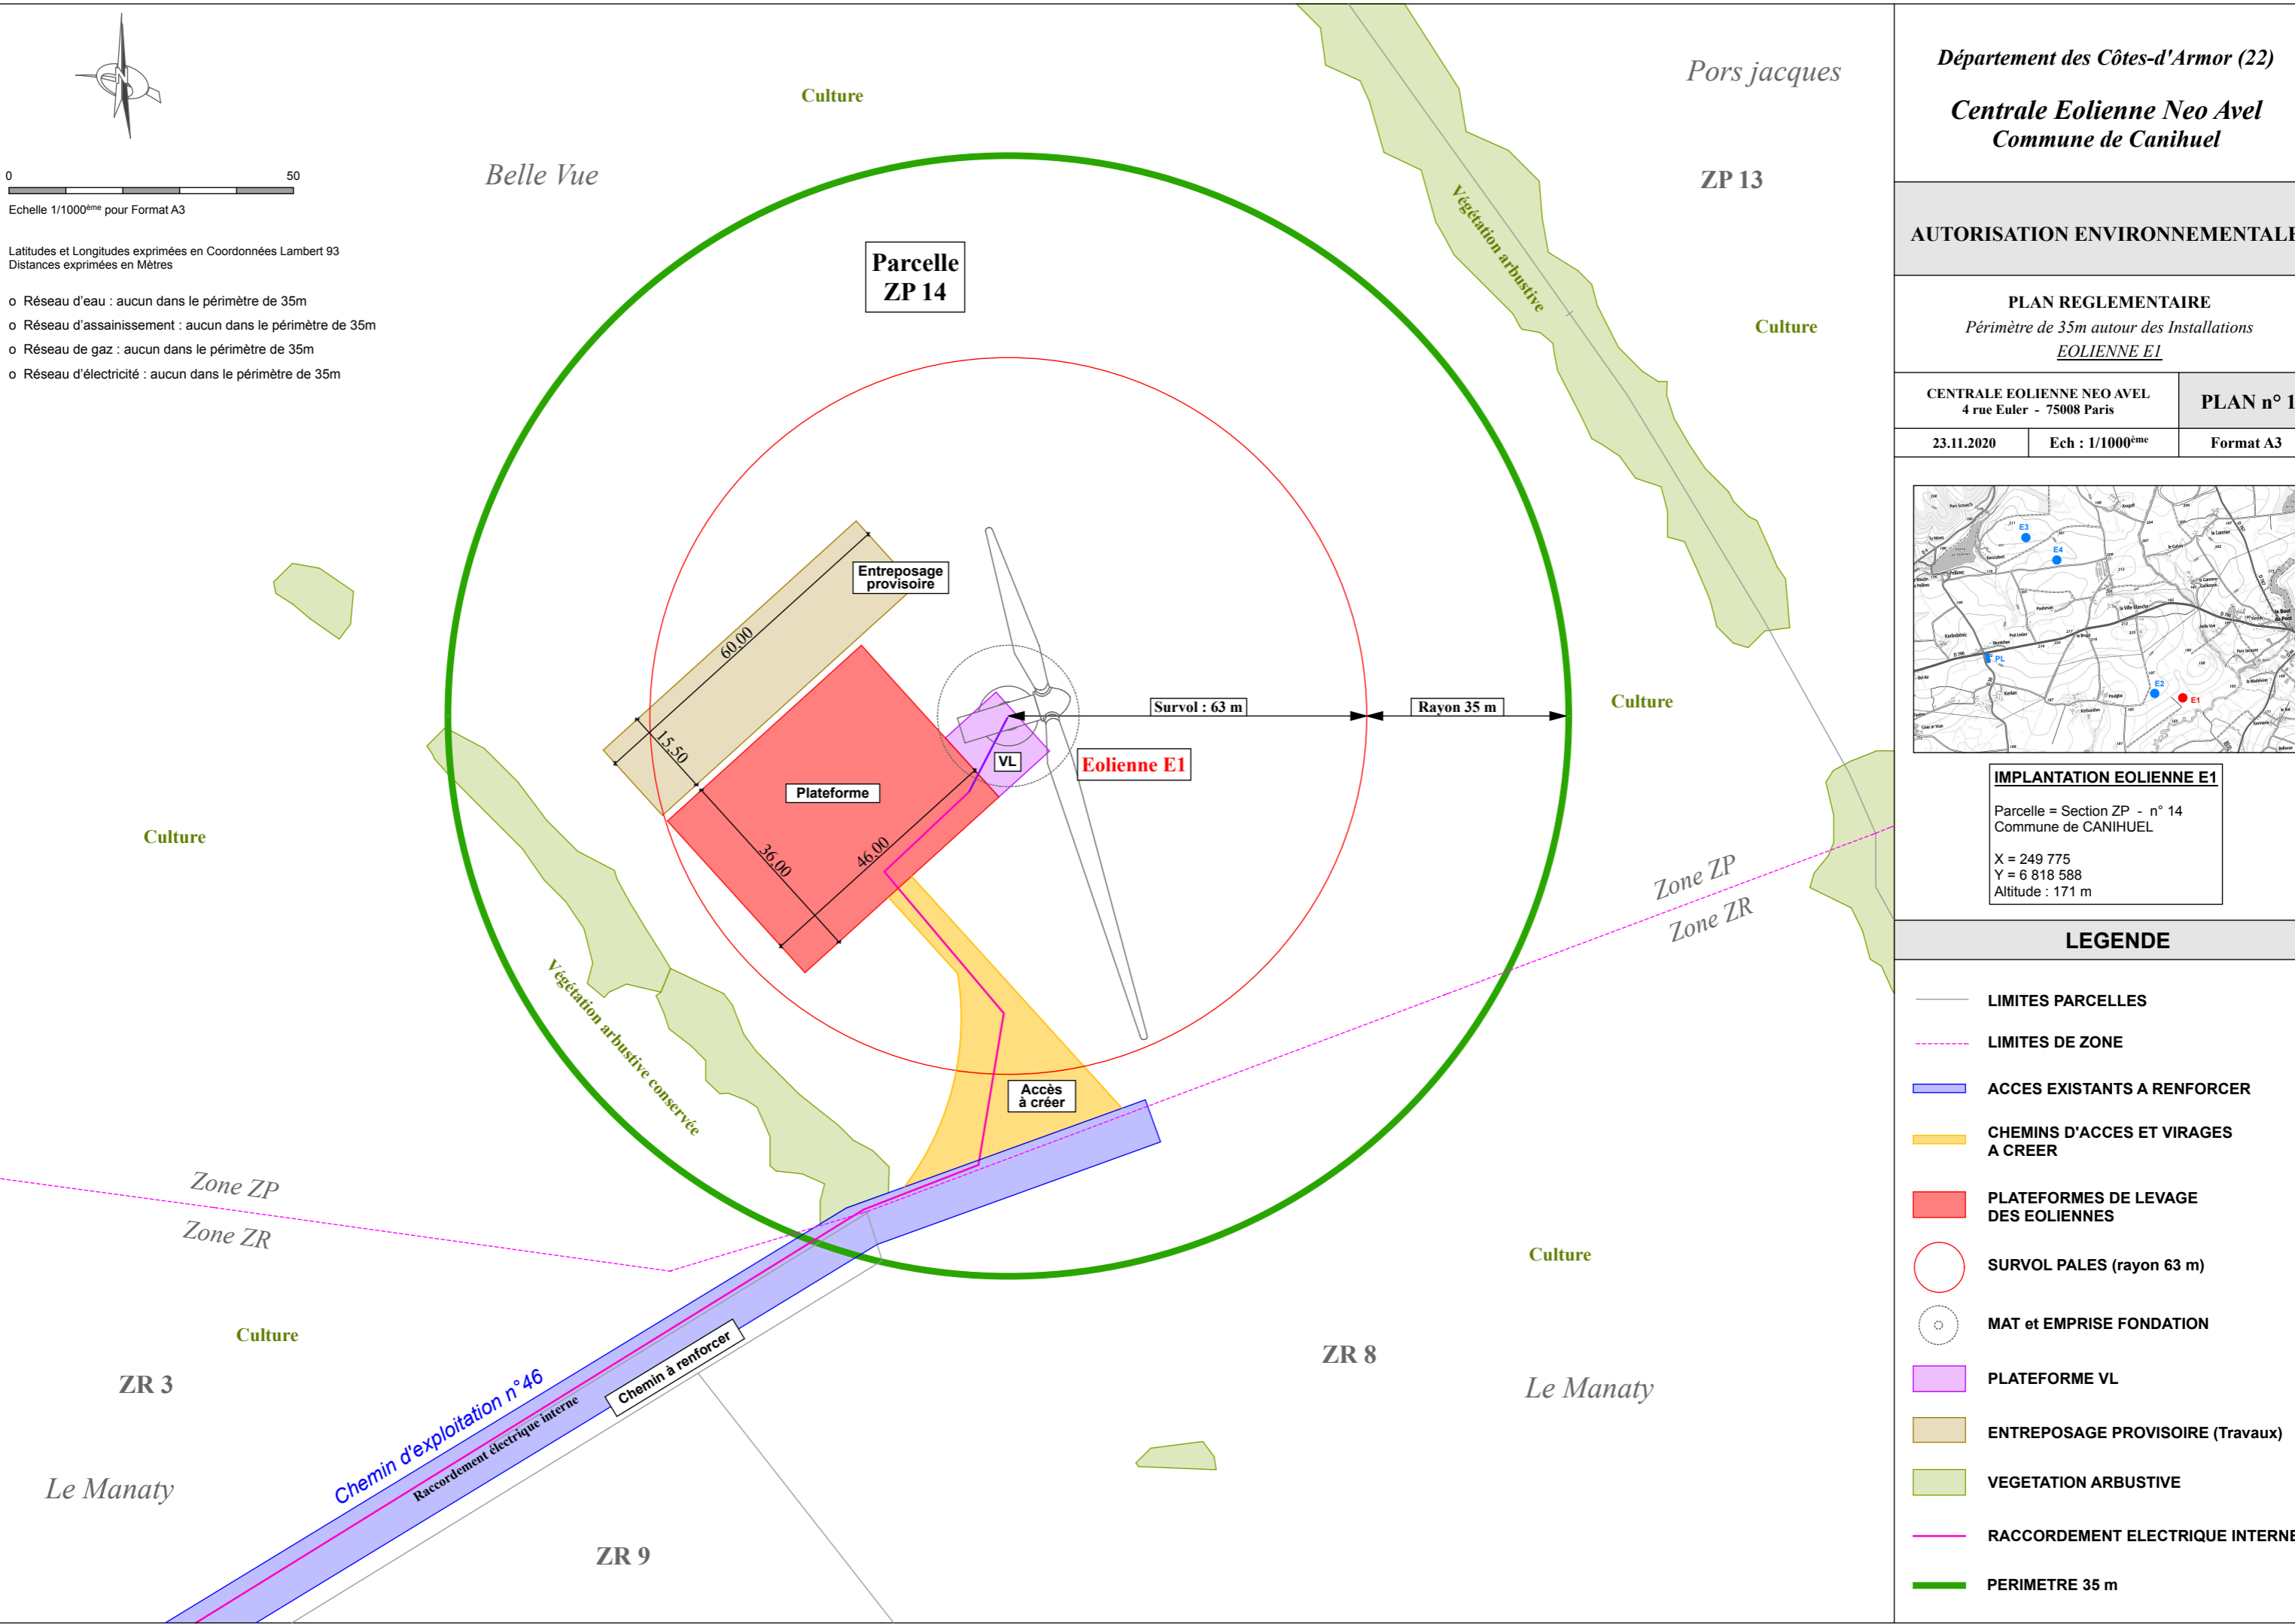 0
50
Echelle 1/1000ème pour Format A3
Latitudes et Longitudes exprimées en Coordonnées Lambert 93
Distances exprimées en Mètres
o Réseau d'eau : aucun dans le périmètre de 35m
o Réseau d'assainissement : aucun dans le périmètre de 35m
o Réseau de gaz : aucun dans le périmètre de 35m
o Réseau d'électricité : aucun dans le périmètre de 35m
N
Culture
Belle Vue
Pors jacques
ZP 13
Parcelle
ZP 14
Végétation arbustive
Culture
Entreposage
provisoire
60,00
15,50
Plateforme
36,00
46,00
VL
Survol : 63 m
Rayon 35 m
Eolienne E1
Culture
Culture
Zone ZP
Zone ZR
Végétation arbustive conservée
Accès
à créer
Zone ZP
Zone ZR
Culture
Culture
ZR 3
Chemin d'exploitation n°46
Raccordement électrique interne
Chemin à renforcer
ZR 8
Le Manaty
Le Manaty
ZR 9
Département des Côtes-d'Armor (22)
Centrale Eolienne Neo Avel
Commune de Canihuel
AUTORISATION ENVIRONNEMENTALE
PLAN REGLEMENTAIRE
Périmètre de 35m autour des Installations
EOLIENNE E1
CENTRALE EOLIENNE NEO AVEL
4 rue Euler - 75008 Paris
PLAN n° 1
23.11.2020
Ech : 1/1000ème
Format A3
E3
E4
PL
E2
E1
IMPLANTATION EOLIENNE E1
Parcelle = Section ZP - n° 14
Commune de CANIHUEL
X = 249 775
Y = 6 818 588
Altitude : 171 m
LEGENDE
LIMITES PARCELLES
LIMITES DE ZONE
ACCES EXISTANTS A RENFORCER
CHEMINS D'ACCES ET VIRAGES
A CREER
PLATEFORMES DE LEVAGE
DES EOLIENNES
SURVOL PALES (rayon 63 m)
MAT et EMPRISE FONDATION
PLATEFORME VL
ENTREPOSAGE PROVISOIRE (Travaux)
VEGETATION ARBUSTIVE
RACCORDEMENT ELECTRIQUE INTERNE
PERIMETRE 35 m